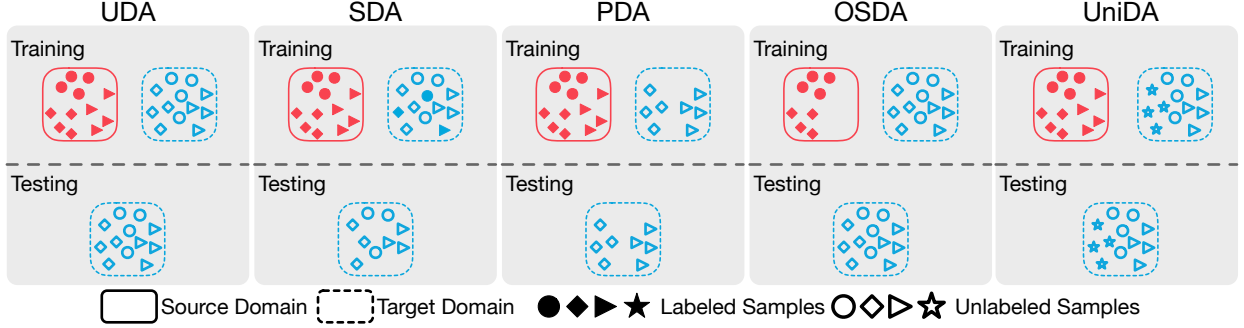 UDA SDA PDA OSDA UniDA
Training Training Training Training Training
Testing Testing Testing Testing Testing
Source Domain Target Domain Labeled Samples Unlabeled Samples